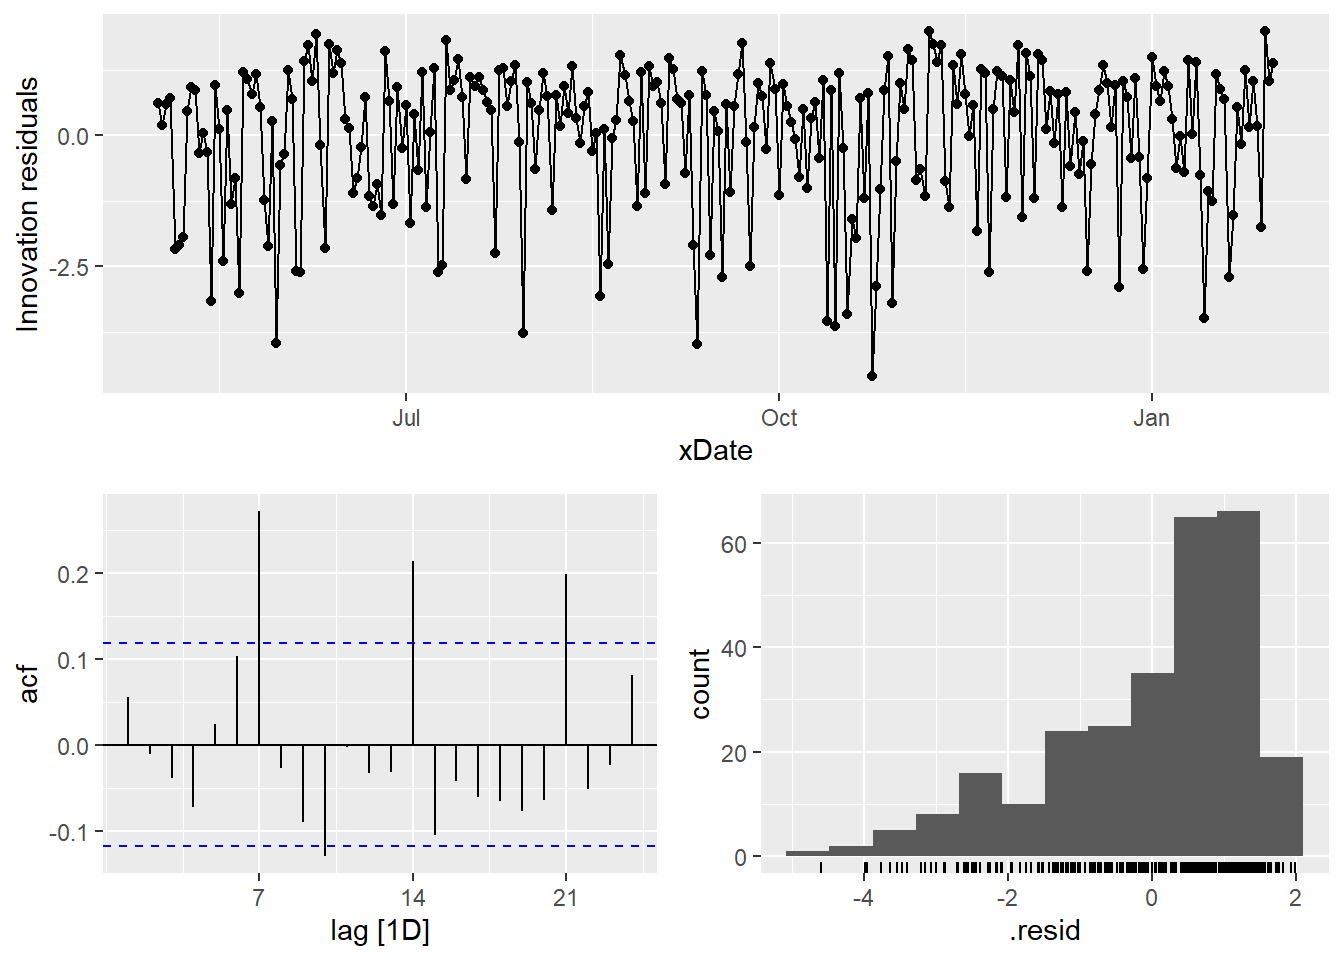 Innovation residuals
0.0
-2.5
Jul
Oct
Jan
xDate
acf
0.2
0.1
0.0
-0.1
7
14
21
lag [1D]
count
60
40
20
0
-4
-2
0
2
.resid